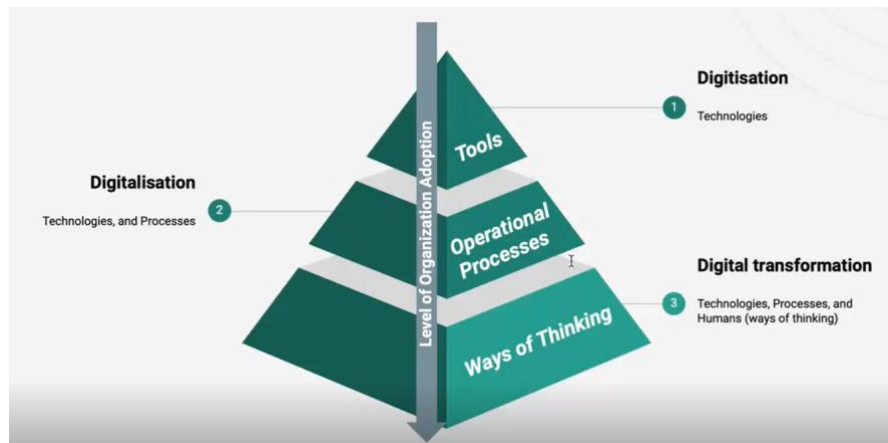 Digitisation
1
Technologies
Tools
Digitalisation
2
Technologies, and Processes
Operational
Processes
Level of Organization Adoption
Digital transformation
3
Technologies, Processes, and
Humans (ways of thinking)
Ways of Thinking